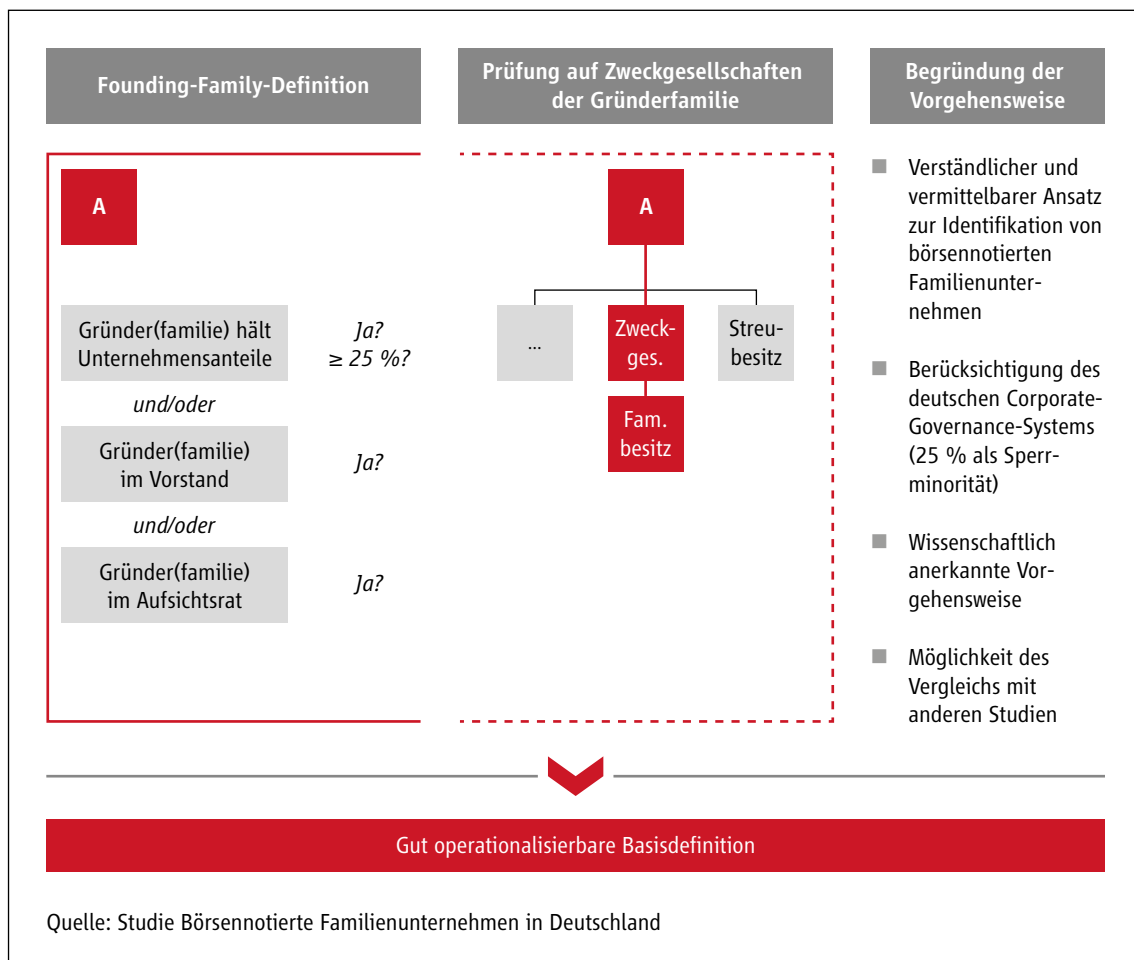 Founding-Family-Definition
Prüfung auf Zweckgesellschaften
der Gründerfamilie
Begründung der
Vorgehensweise
A
Gründer(familie) hält
Unternehmensanteile
Ja?
≥ 25 %?
und/oder
Gründer(familie)
im Vorstand
Ja?
und/oder
Gründer(familie)
im Aufsichtsrat
Ja?
A
...
Zweck-
ges.
Streu-
besitz
Fam.
besitz
■ Verständlicher und
vermittelbarer Ansatz
zur Identifikation von
börsennotierten
Familienunter-
nehmen
■ Berücksichtigung des
deutschen Corporate-
Governance-Systems
(25 % als Sperr-
minorität)
■ Wissenschaftlich
anerkannte Vor-
gehensweise
■ Möglichkeit des
Vergleichs mit
anderen Studien
Gut operationalisierbare Basisdefinition
Quelle: Studie Börsennotierte Familienunternehmen in Deutschland